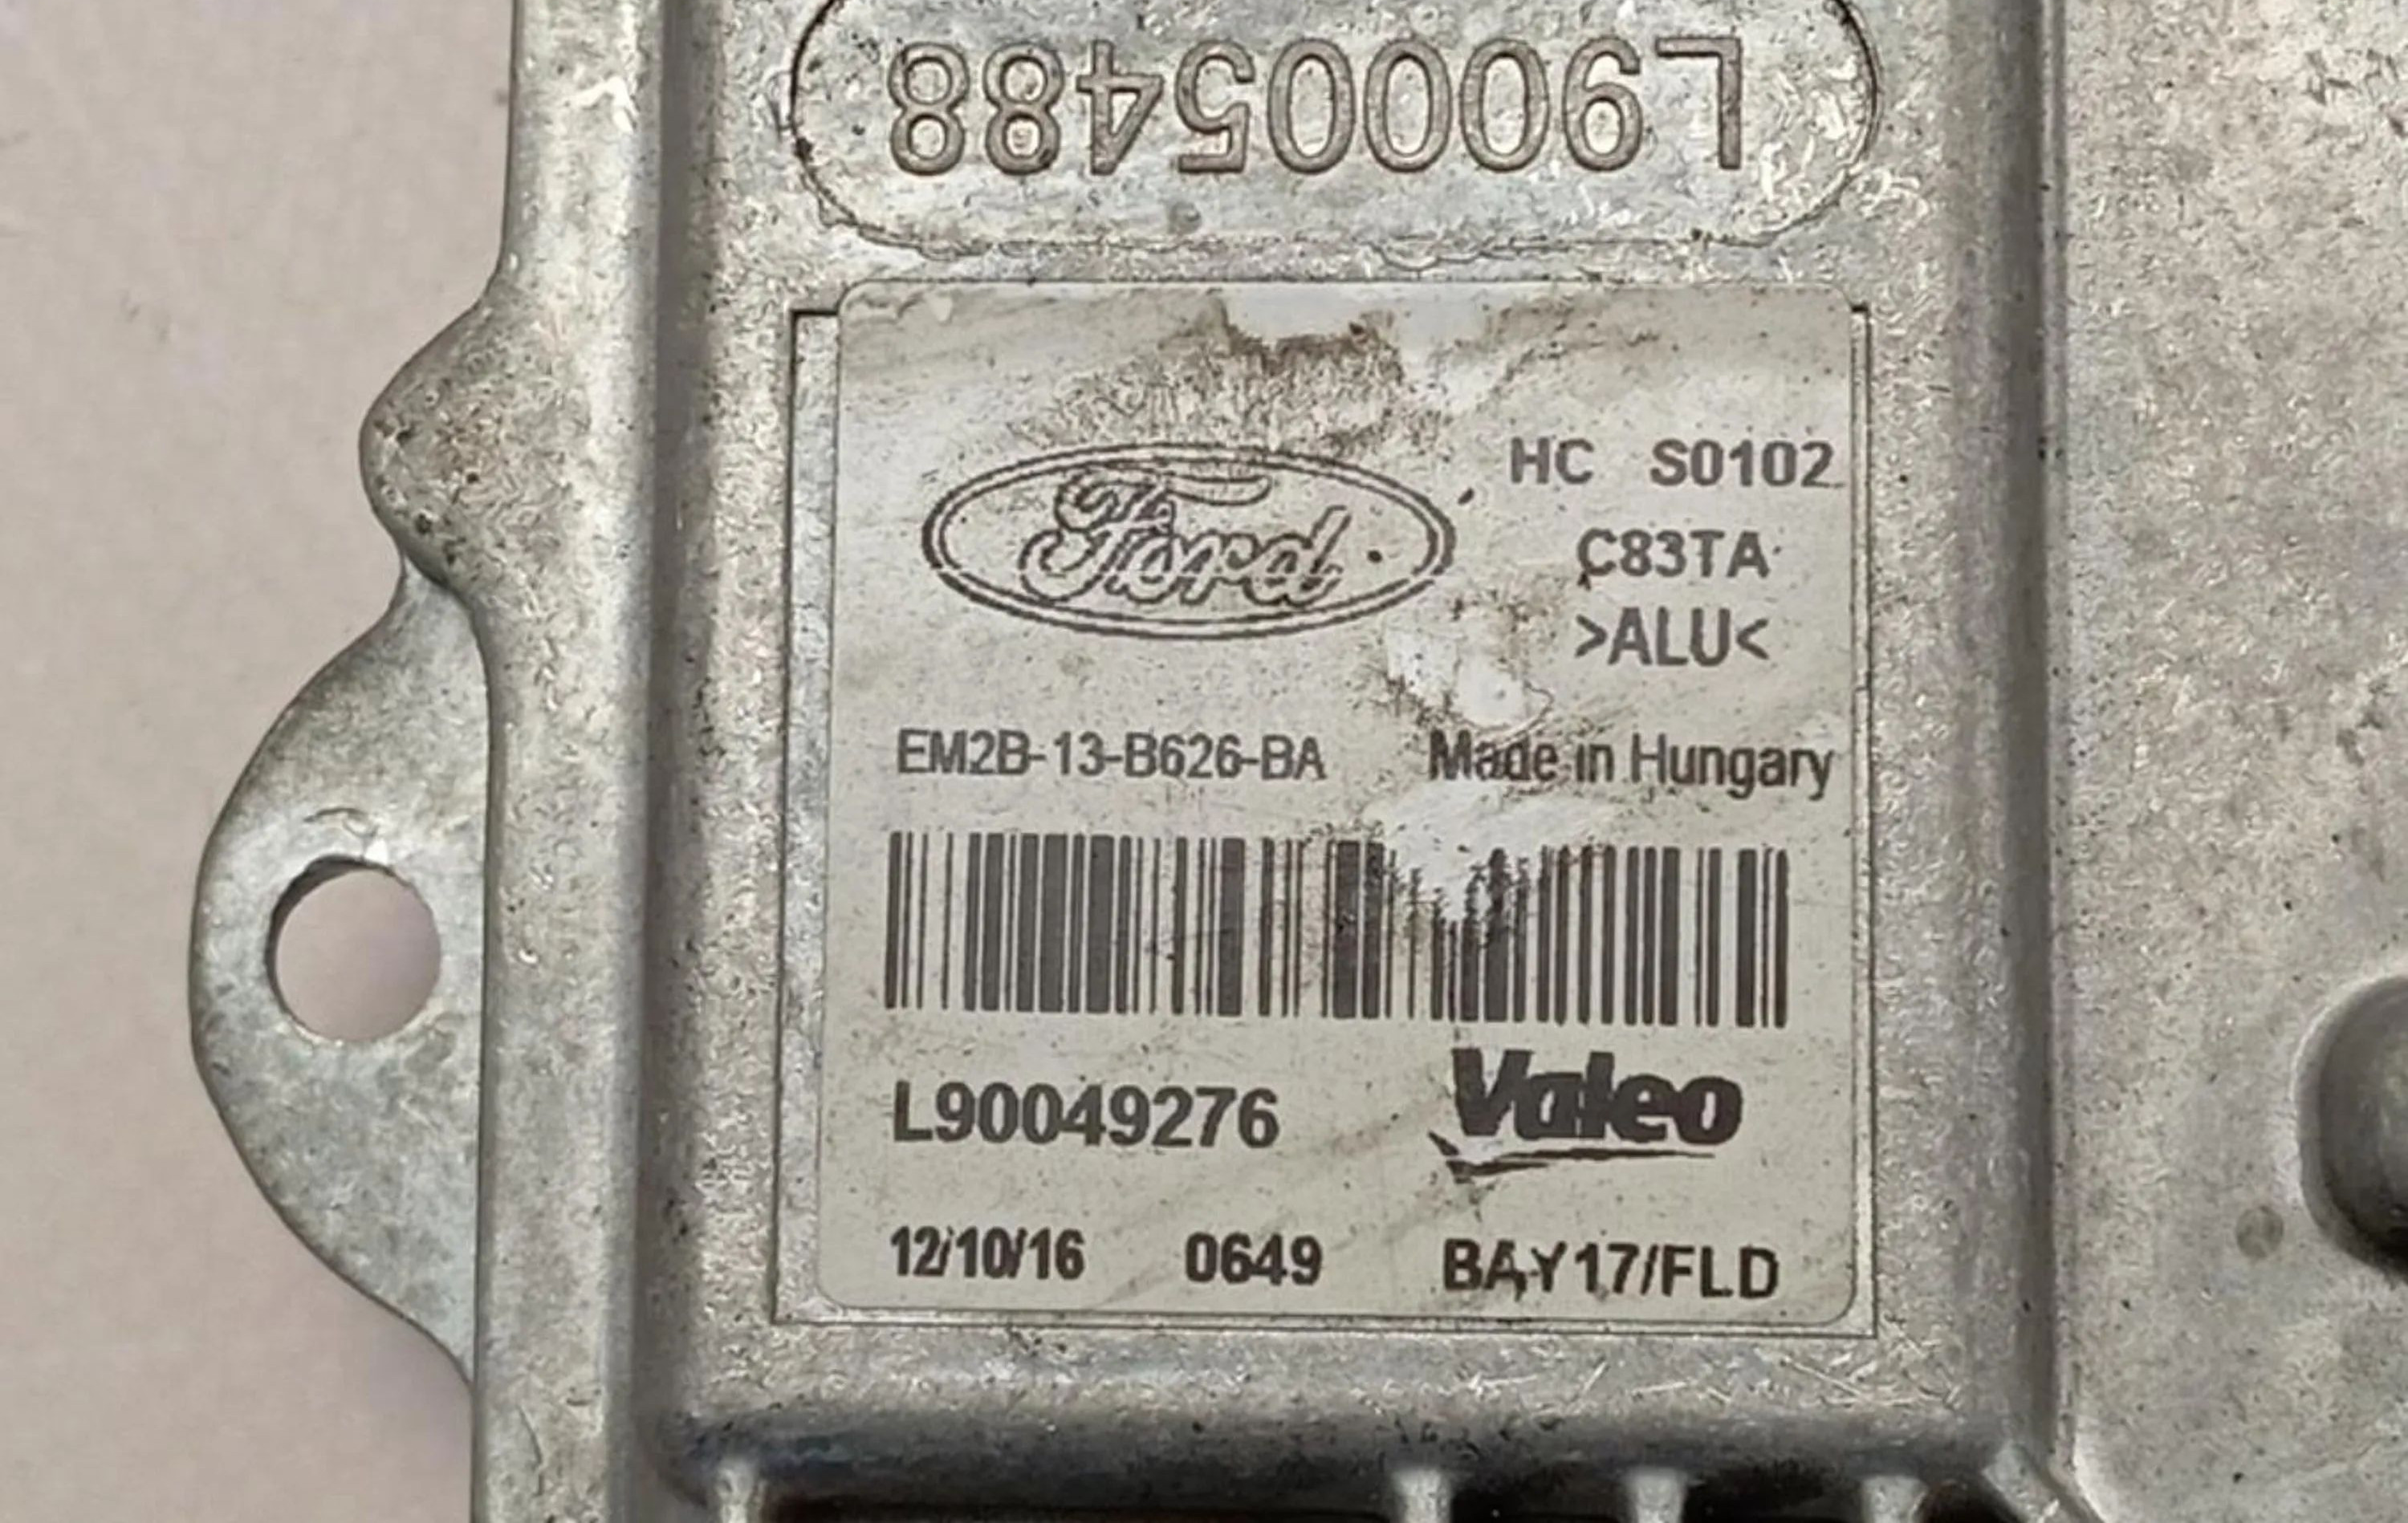 L90005488
Ford
HC S0102
C83TA
>ALU<
EM2B-13-B626-BA Made in Hungary
L90049276 Valeo
12/10/16 0649 BAY17/FLD